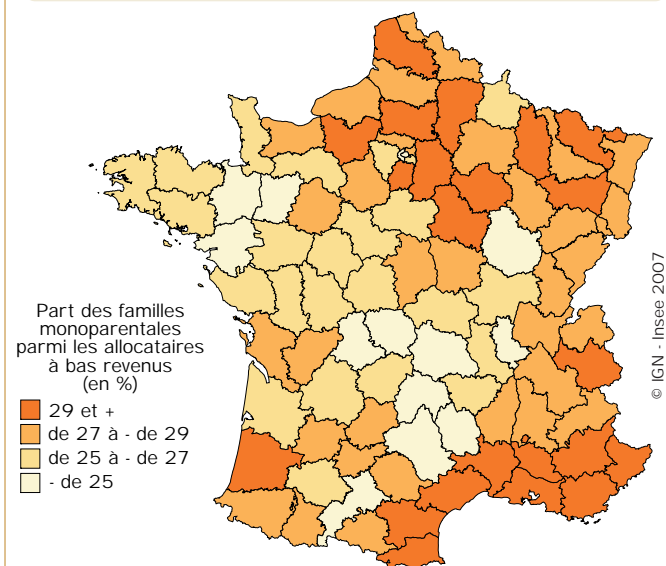 Part des familles
monoparentales
parmi les allocataires
à bas revenus
(en %)
29 et +
de 27 à - de 29
de 25 à - de 27
- de 25
© IGN - Insee 2007